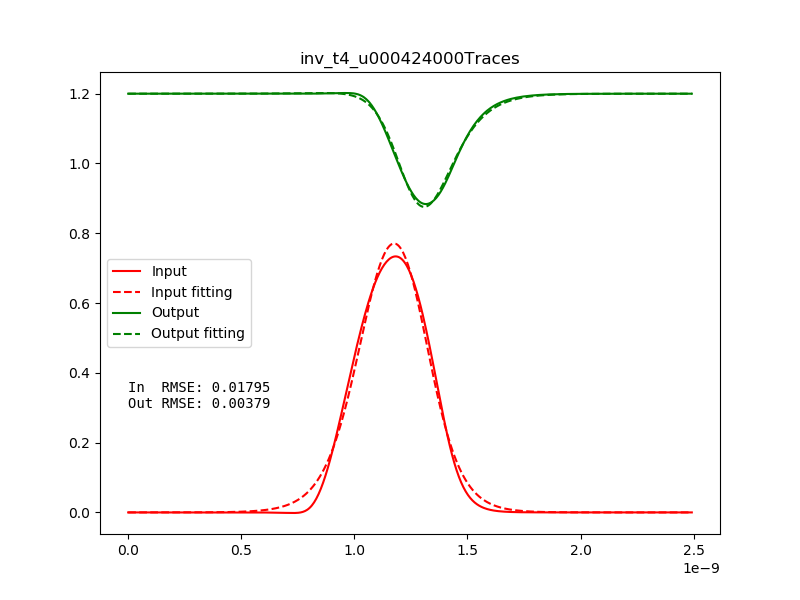 inv_t4_u000424000Traces
1.2
1.0
0.8
0.6
0.4
0.2
0.0
Input
Input fitting
Output
Output fitting
In  RMSE: 0.01795
Out RMSE: 0.00379
0.0
0.5
1.0
1.5
2.0
2.5
1e−9